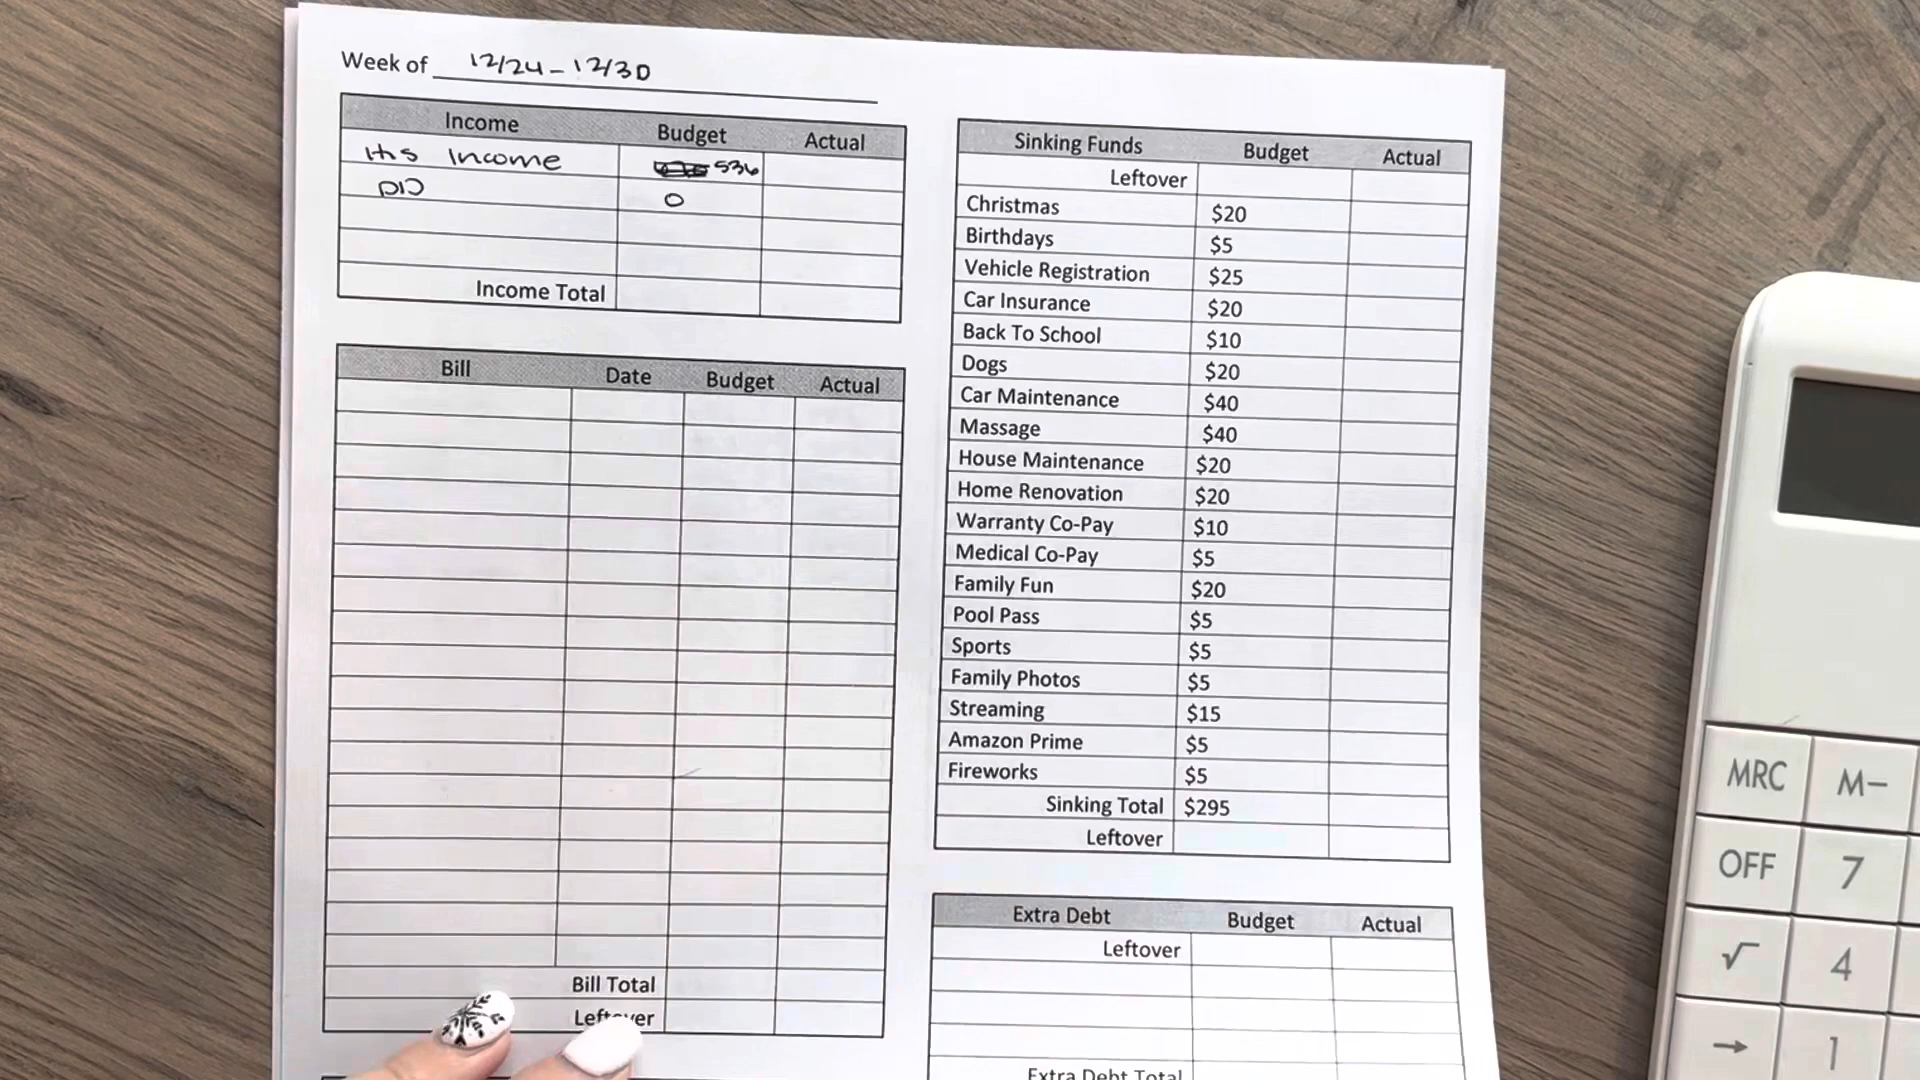 Week of 12/24 - 12/30
Income Budget Actual
His Income 536
DD 0
Income Total
Bill Date Budget Actual
Bill Total
Leftover
Sinking Funds Budget Actual
Leftover
Christmas $20
Birthdays $5
Vehicle Registration $25
Car Insurance $20
Back To School $10
Dogs $20
Car Maintenance $40
Massage $40
House Maintenance $20
Home Renovation $20
Warranty Co-Pay $10
Medical Co-Pay $5
Family Fun $20
Pool Pass $5
Sports $5
Family Photos $5
Streaming $15
Amazon Prime $5
Fireworks $5
Sinking Total $295
Leftover
Extra Debt Budget Actual
Leftover
Extra Debt Total
MRC M−
OFF 7
√ 4
→ 1